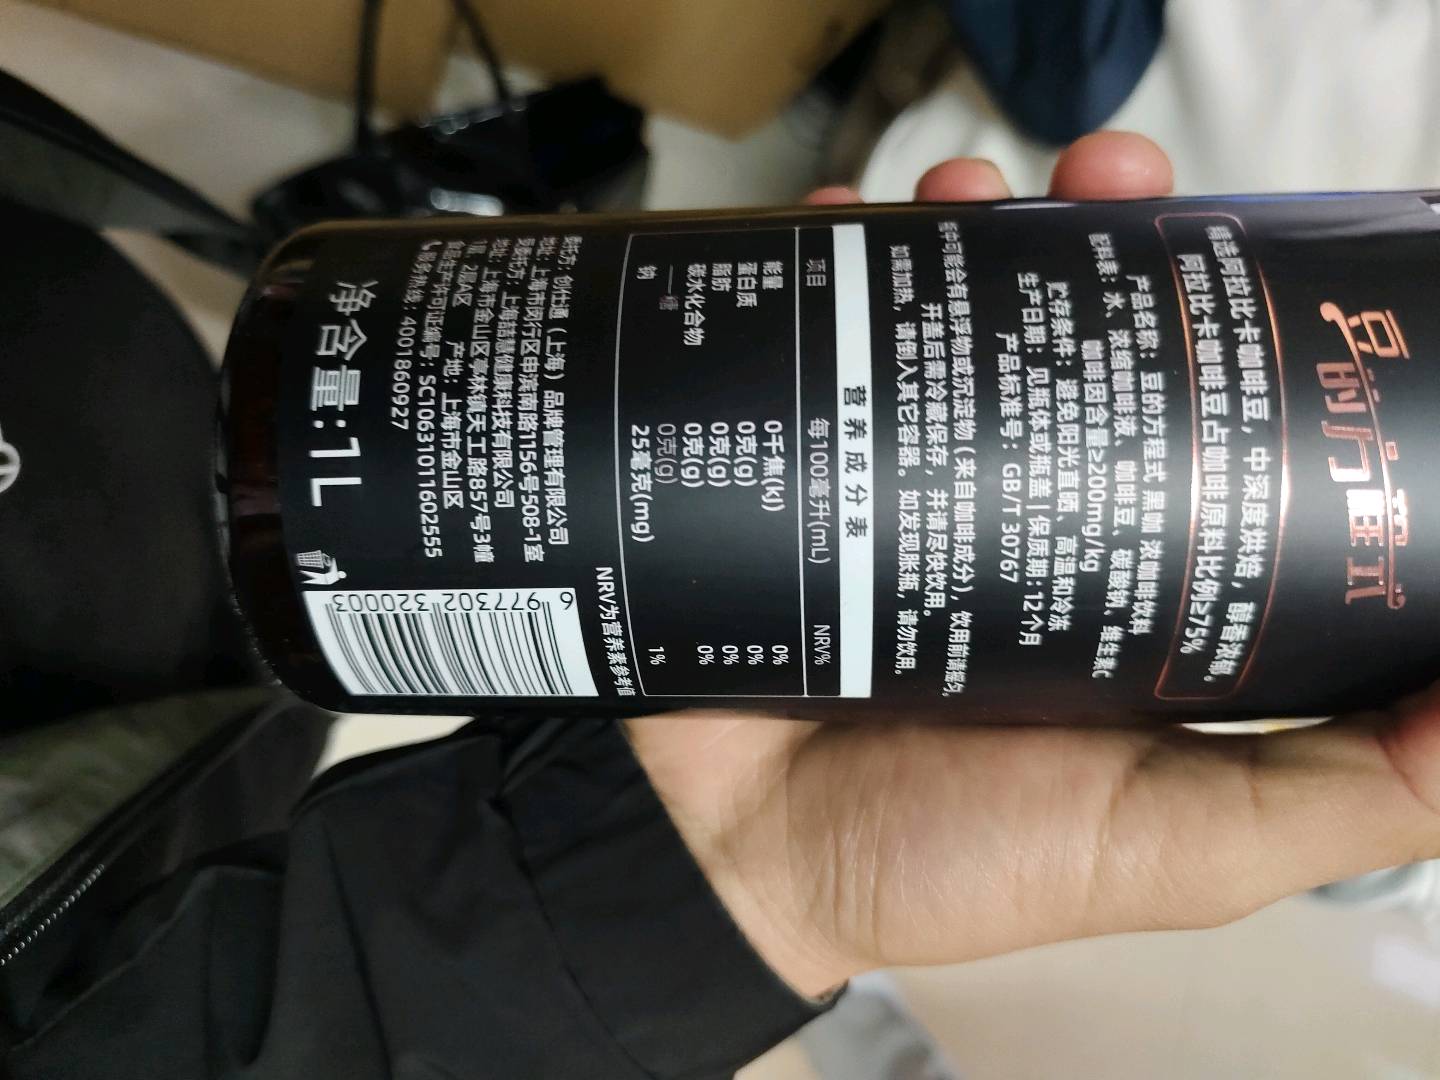 豆的方程式
精选阿拉比卡咖啡豆，中深度烘焙，醇香浓郁。
阿拉比卡咖啡豆占咖啡原料比例≥75%
产品名称：豆的方程式 黑咖 浓咖啡饮料
配料表：水、浓缩咖啡液、咖啡豆、碳酸钠、维生素C
咖啡因含量≥200mg/kg
贮存条件：避免阳光直晒、高温和冷冻
生产日期：见瓶体或瓶盖 | 保质期：12个月
产品标准号：GB/T 30767
中可能会有悬浮物或沉淀物（来自咖啡成分），饮用前请摇匀，
开盖后需冷藏保存，并请尽快饮用。
如需加热，请倒入其它容器。如发现胀瓶，请勿饮用。
营养成分表
项目 每100毫升(mL) NRV%
能量 0千焦(kJ) 0%
蛋白质 0克(g) 0%
脂肪 0克(g) 0%
碳水化合物 0克(g) 0%
——糖 0克(g)
钠 25毫克(mg) 1%
NRV为营养素参考值
委托方：创仕通（上海）品牌管理有限公司
地址：上海市闵行区申滨南路1156号508-1室
受委托方：上海喆慧健康科技有限公司
地址：上海市金山区亭林镇天工路857号3幢
1层、2层A区 产地：上海市金山区
食品生产许可证编号：SC10631011602555
服务热线：4001860927
净含量：1L
6 977302 320003